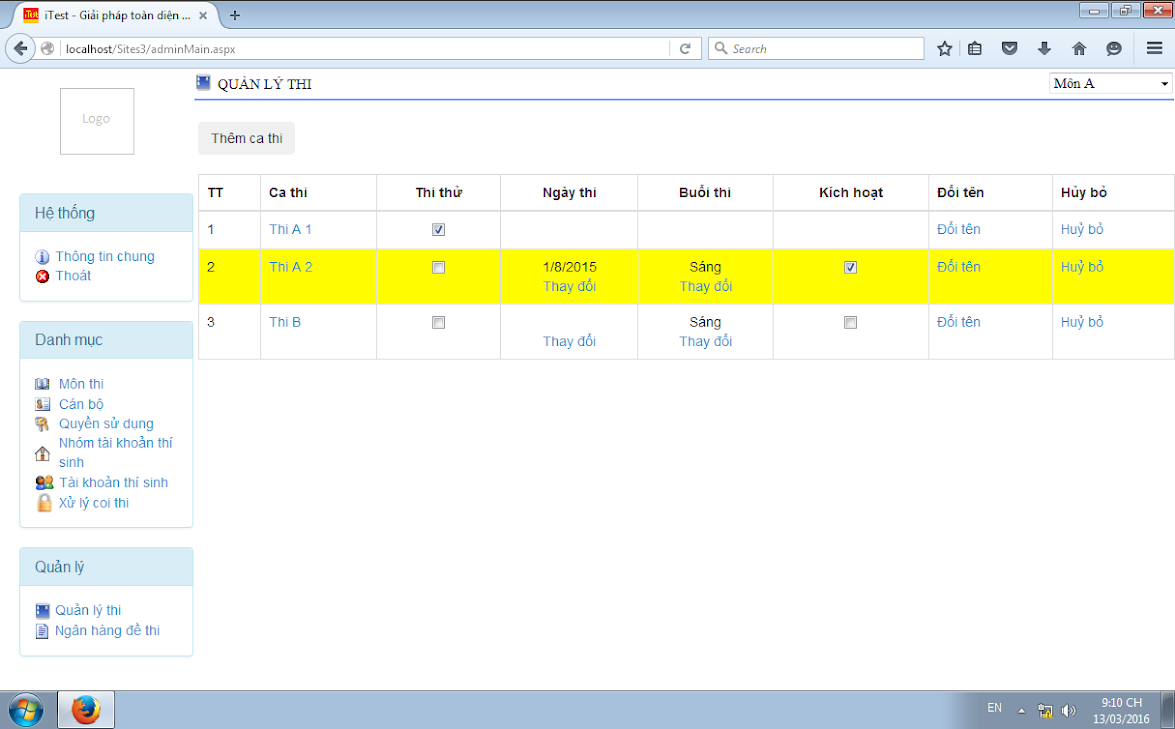 iTest - Giải pháp toàn diện ...
localhost/Sites3/adminMain.aspx
Search
Logo
QUẢN LÝ THI
Môn A
Thêm ca thi
Hệ thống
Thông tin chung
Thoát
Danh mục
Môn thi
Cán bộ
Quyền sử dụng
Nhóm tài khoản thí
sinh
Tài khoản thí sinh
Xử lý coi thi
Quản lý
Quản lý thi
Ngân hàng đề thi
TT Ca thi Thi thử Ngày thi Buổi thi Kích hoạt Đổi tên Hủy bỏ
1 Thi A 1 Đổi tên Huỷ bỏ
2 Thi A 2 1/8/2015 Sáng Đổi tên Huỷ bỏ
Thay đổi Thay đổi
3 Thi B Sáng Đổi tên Huỷ bỏ
Thay đổi Thay đổi
EN
9:10 CH
13/03/2016